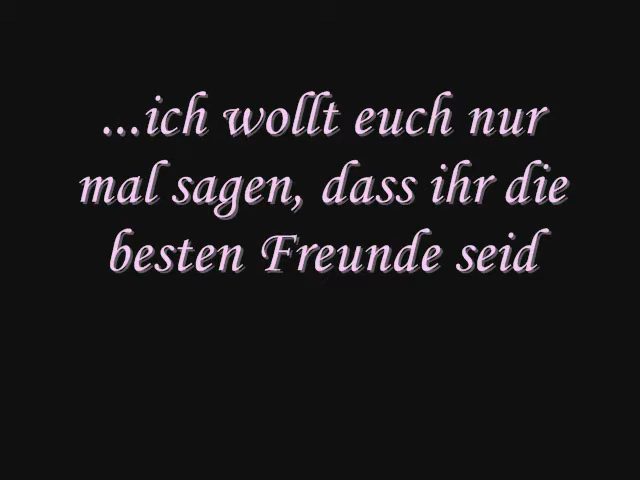 ...ich wollt euch nur
mal sagen, dass ihr die
besten Freunde seid